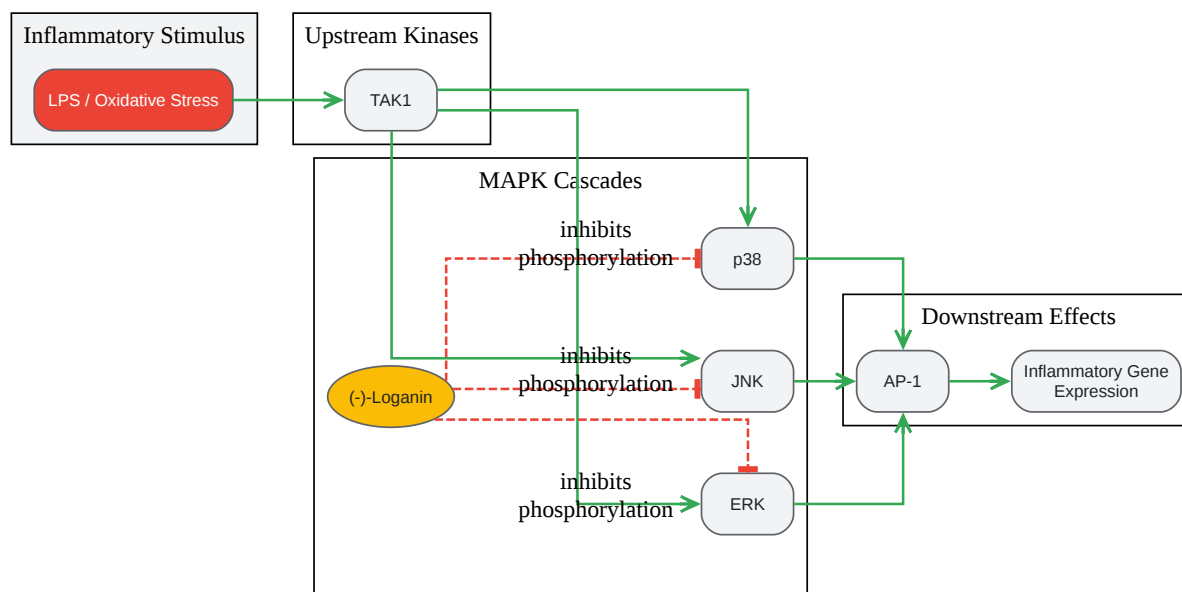 Inflammatory Stimulus
LPS / Oxidative Stress
Upstream Kinases
TAK1
MAPK Cascades
inhibits
phosphorylation
p38
inhibits
phosphorylation
JNK
(-)-Loganin
inhibits
phosphorylation
ERK
Downstream Effects
AP-1
Inflammatory Gene
Expression